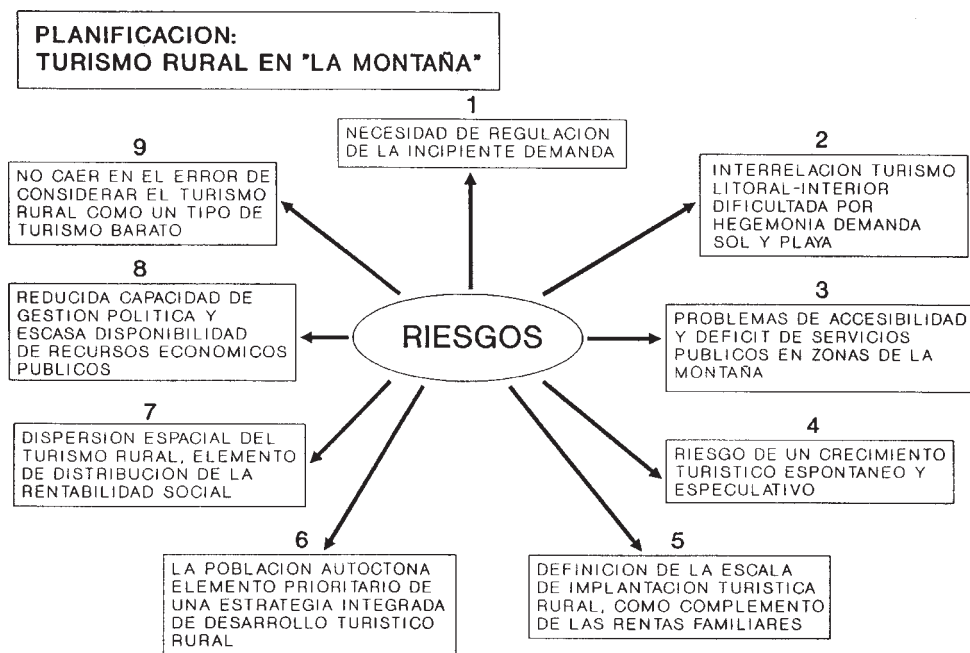 PLANIFICACION:
TURISMO RURAL EN "LA MONTAÑA"
1
NECESIDAD DE REGULACION
DE LA INCIPIENTE DEMANDA
2
INTERRELACION TURISMO
LITORAL-INTERIOR
DIFICULTADA POR
HEGEMONIA DEMANDA
SOL Y PLAYA
3
PROBLEMAS DE ACCESIBILIDAD
Y DEFICIT DE SERVICIOS
PUBLICOS EN ZONAS DE LA
MONTAÑA
4
RIESGO DE UN CRECIMIENTO
TURISTICO ESPONTANEO Y
ESPECULATIVO
5
DEFINICION DE LA ESCALA
DE IMPLANTACION TURISTICA
RURAL, COMO COMPLEMENTO
DE LAS RENTAS FAMILIARES
6
LA POBLACION AUTOCTONA
ELEMENTO PRIORITARIO DE
UNA ESTRATEGIA INTEGRADA
DE DESARROLLO TURISTICO
RURAL
7
DISPERSION ESPACIAL DEL
TURISMO RURAL, ELEMENTO
DE DISTRIBUCION DE LA
RENTABILIDAD SOCIAL
8
REDUCIDA CAPACIDAD DE
GESTION POLITICA Y
ESCASA DISPONIBILIDAD
DE RECURSOS ECONOMICOS
PUBLICOS
9
NO CAER EN EL ERROR DE
CONSIDERAR EL TURISMO
RURAL COMO UN TIPO DE
TURISMO BARATO
RIESGOS